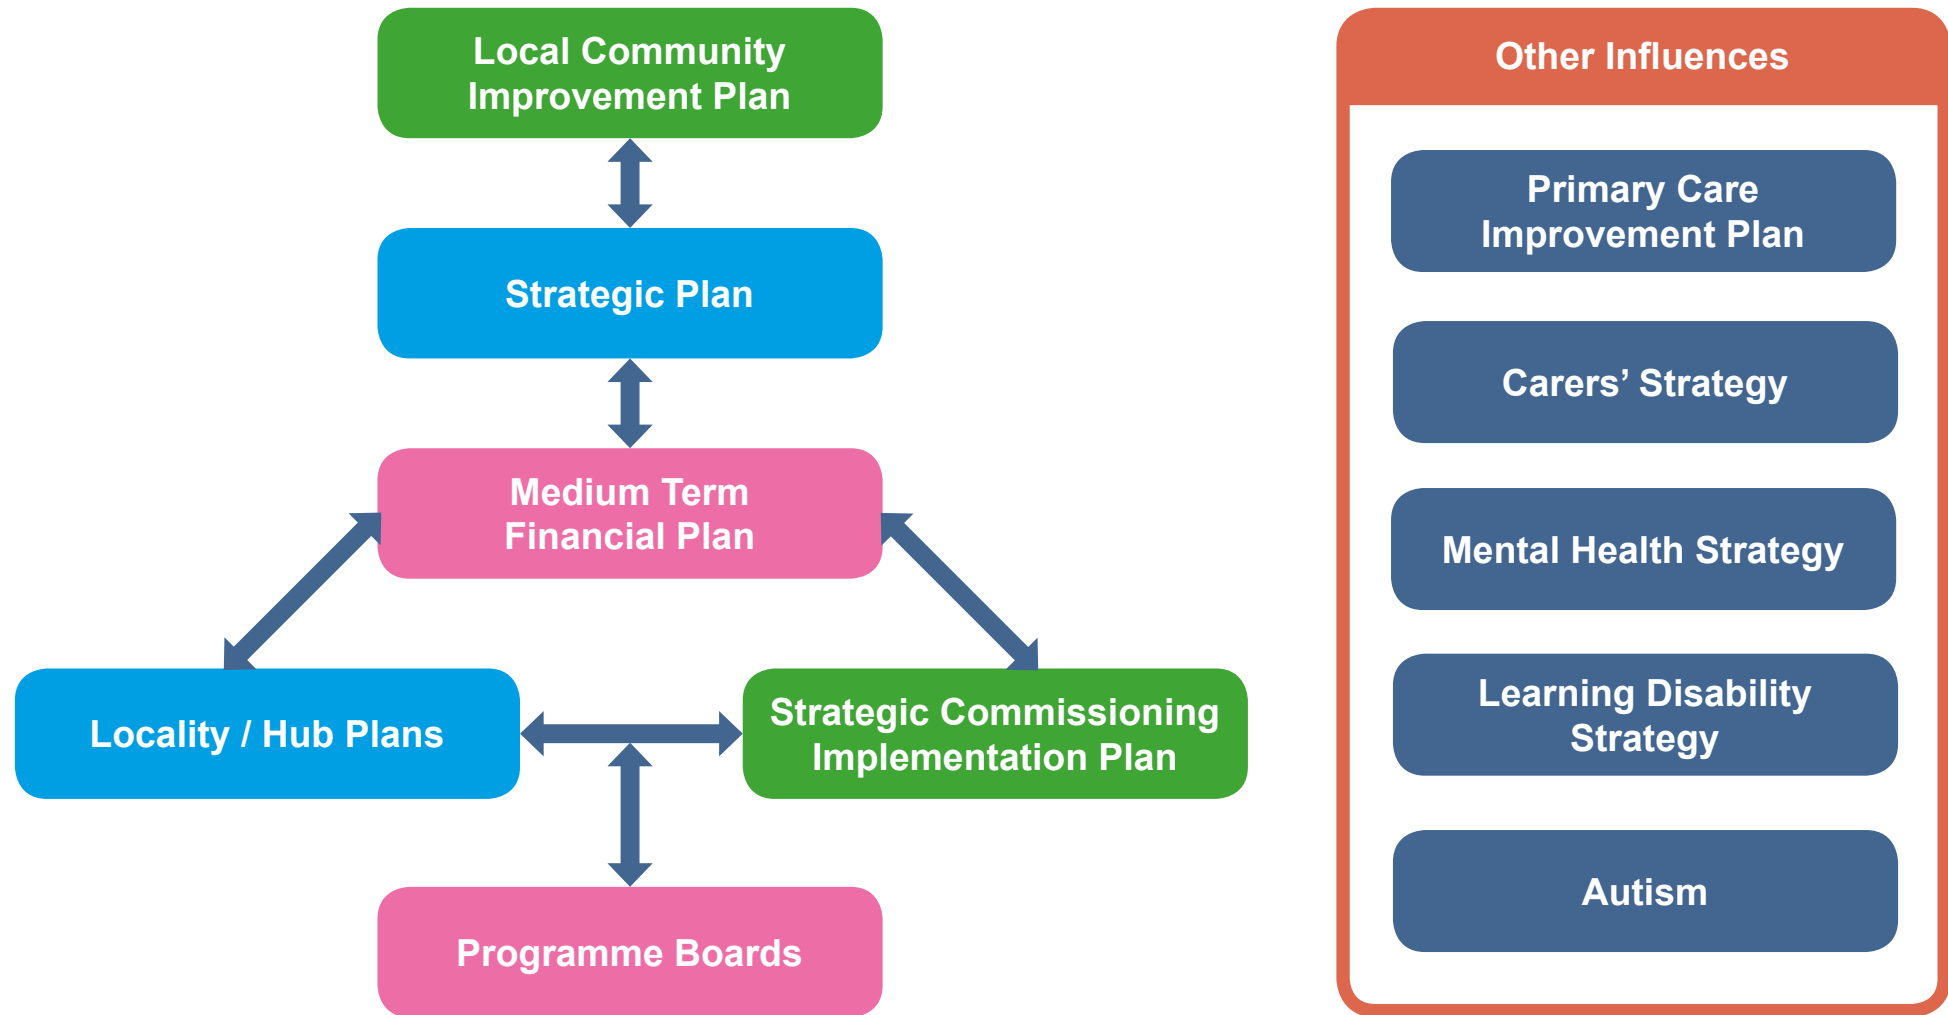 Local Community
Improvement Plan
Strategic Plan
Medium Term
Financial Plan
Locality / Hub Plans
Strategic Commissioning
Implementation Plan
Programme Boards
Other Influences
Primary Care
Improvement Plan
Carers’ Strategy
Mental Health Strategy
Learning Disability
Strategy
Autism